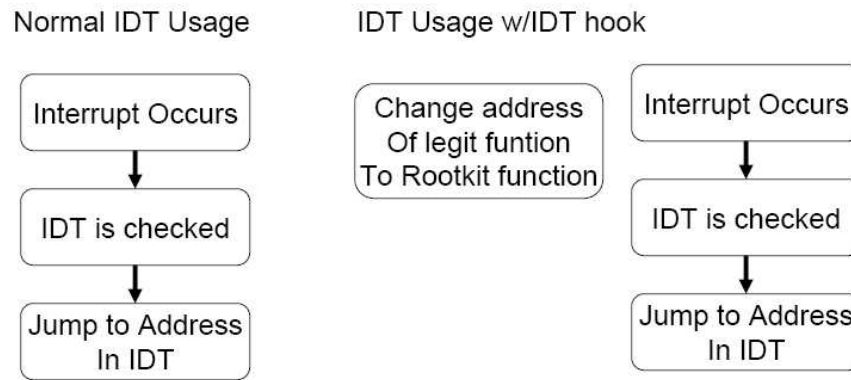 Normal IDT Usage
IDT Usage w/IDT hook
Interrupt Occurs
IDT is checked
Jump to Address
In IDT
Change address
Of legit funtion
To Rootkit function
Interrupt Occurs
IDT is checked
Jump to Address
In IDT